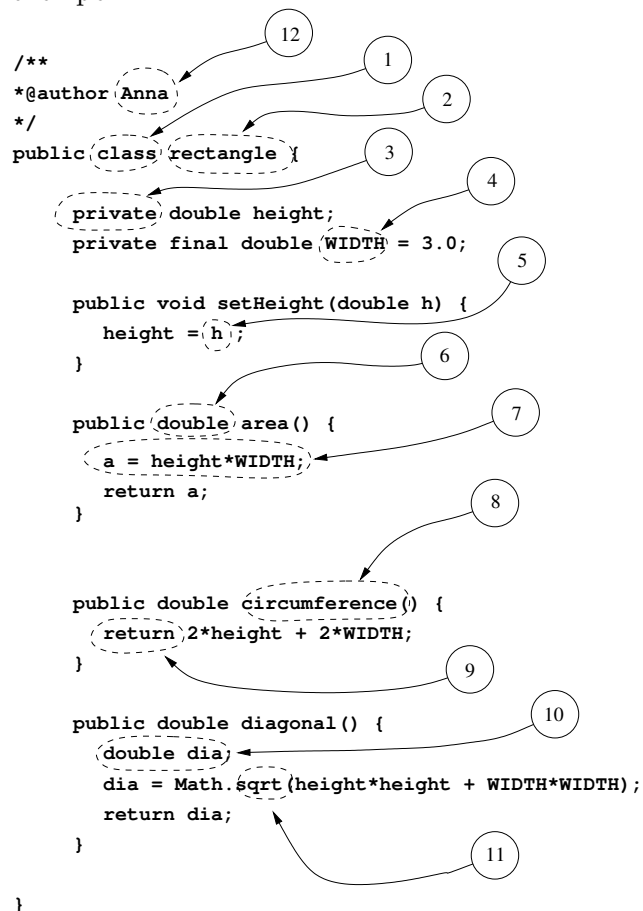 12
/**
1
*@author Anna
2
*/
public class rectangle {
3
private double height;
4
private final double WIDTH = 3.0;
5
public void setHeight(double h) {
height = h ;
}
6
public double area() {
7
a = height*WIDTH;
return a;
}
8
public double circumference() {
return 2*height + 2*WIDTH;
}
9
public double diagonal() {
10
double dia;
dia = Math.sqrt(height*height + WIDTH*WIDTH);
return dia;
}
11
}